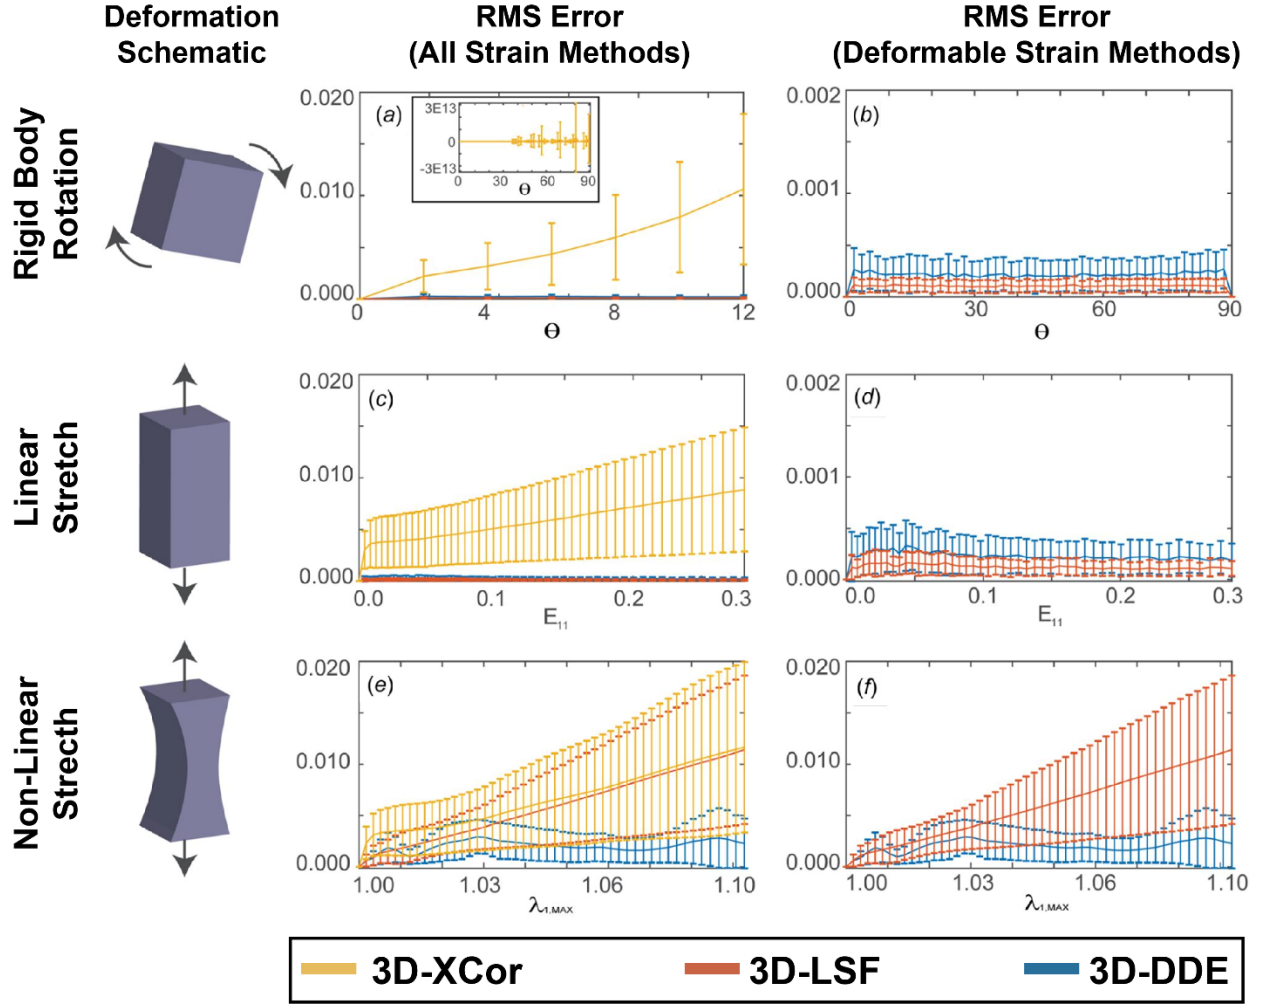 Deformation
Schematic
RMS Error
(All Strain Methods)
RMS Error
(Deformable Strain Methods)
Rigid Body
Rotation
(a)
0.020
0.010
0.000
0
4
8
12
Θ
3E13
0
-3E13
0
30
60
90
Θ
(b)
0.002
0.001
0.000
0
30
60
90
Θ
Linear
Stretch
(c)
0.020
0.010
0.000
0.0
0.1
0.2
0.3
E11
(d)
0.002
0.001
0.000
0.0
0.1
0.2
0.3
E11
Non-Linear
Strecth
(e)
0.020
0.010
0.000
1.00
1.03
1.06
1.10
λ1,MAX
(f)
0.020
0.010
0.000
1.00
1.03
1.06
1.10
λ1,MAX
3D-XCor
3D-LSF
3D-DDE